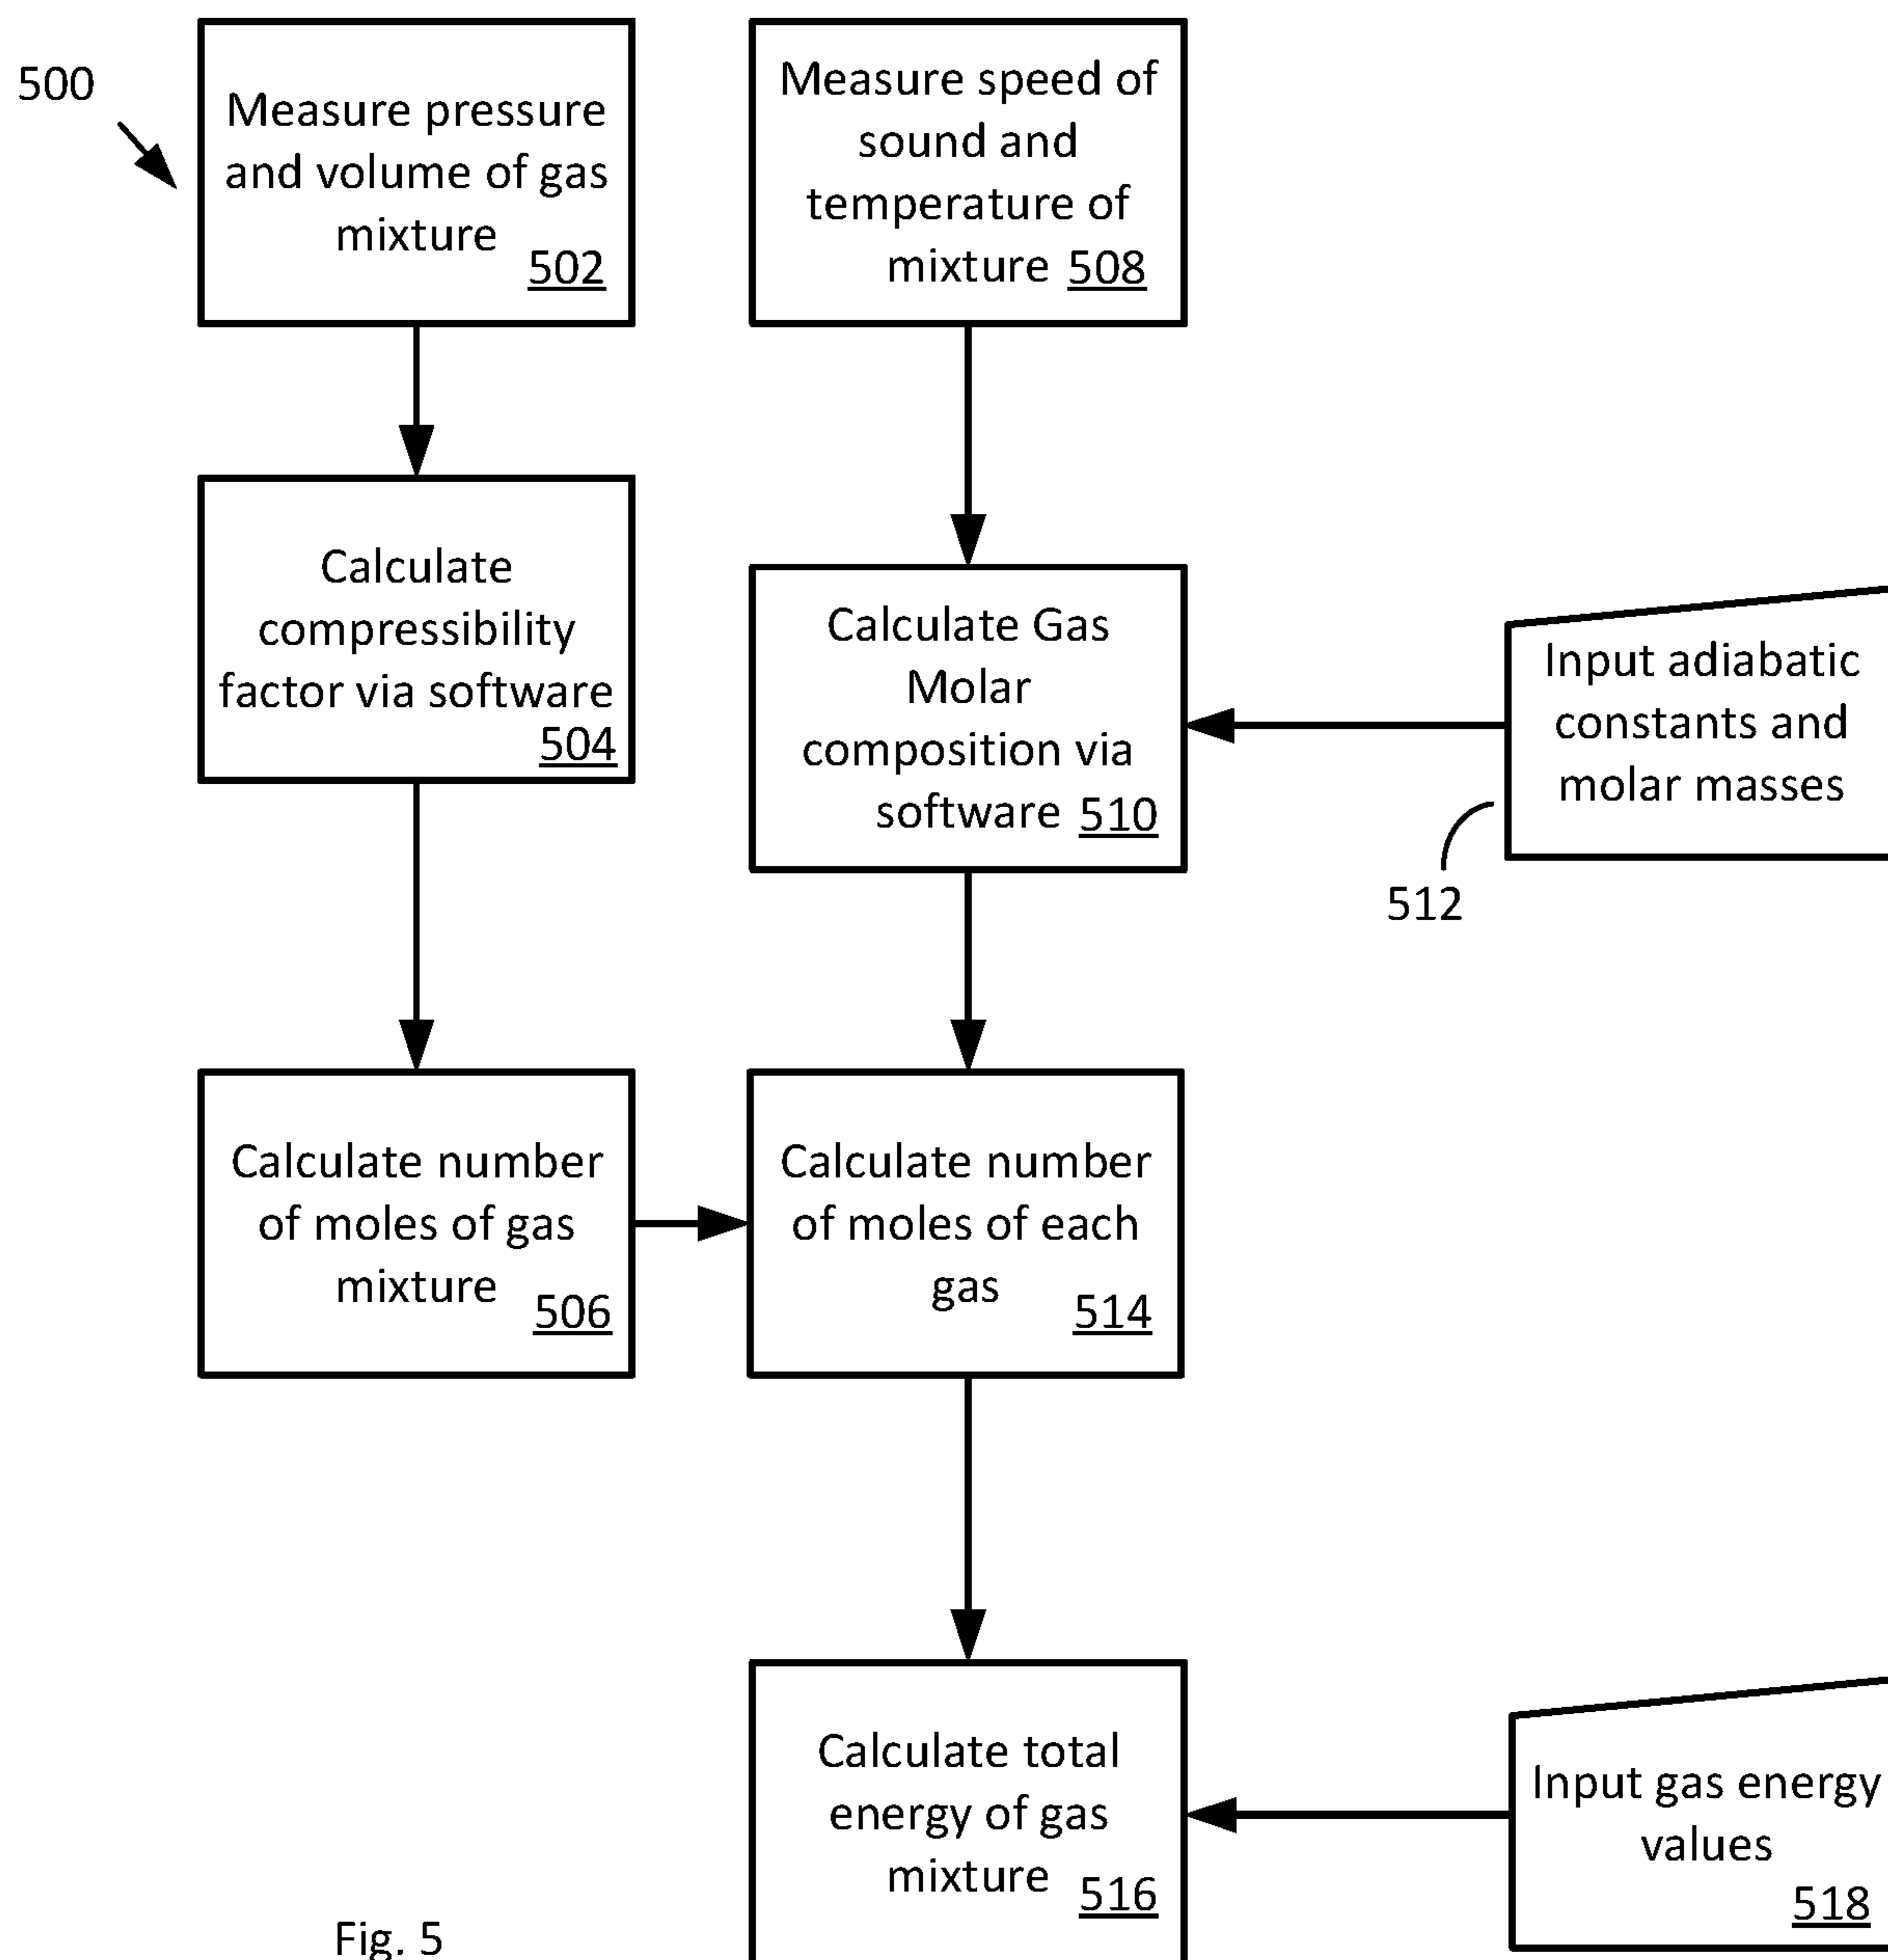 500
Measure pressure
and volume of gas
mixture
502
Measure speed of
sound and
temperature of
mixture 508
Calculate
compressibility
factor via software
504
Calculate Gas
Molar
composition via
software 510
Input adiabatic
constants and
molar masses
512
Calculate number
of moles of gas
mixture
506
Calculate number
of moles of each
gas
514
Calculate total
energy of gas
mixture
516
Input gas energy
values
518
Fig. 5